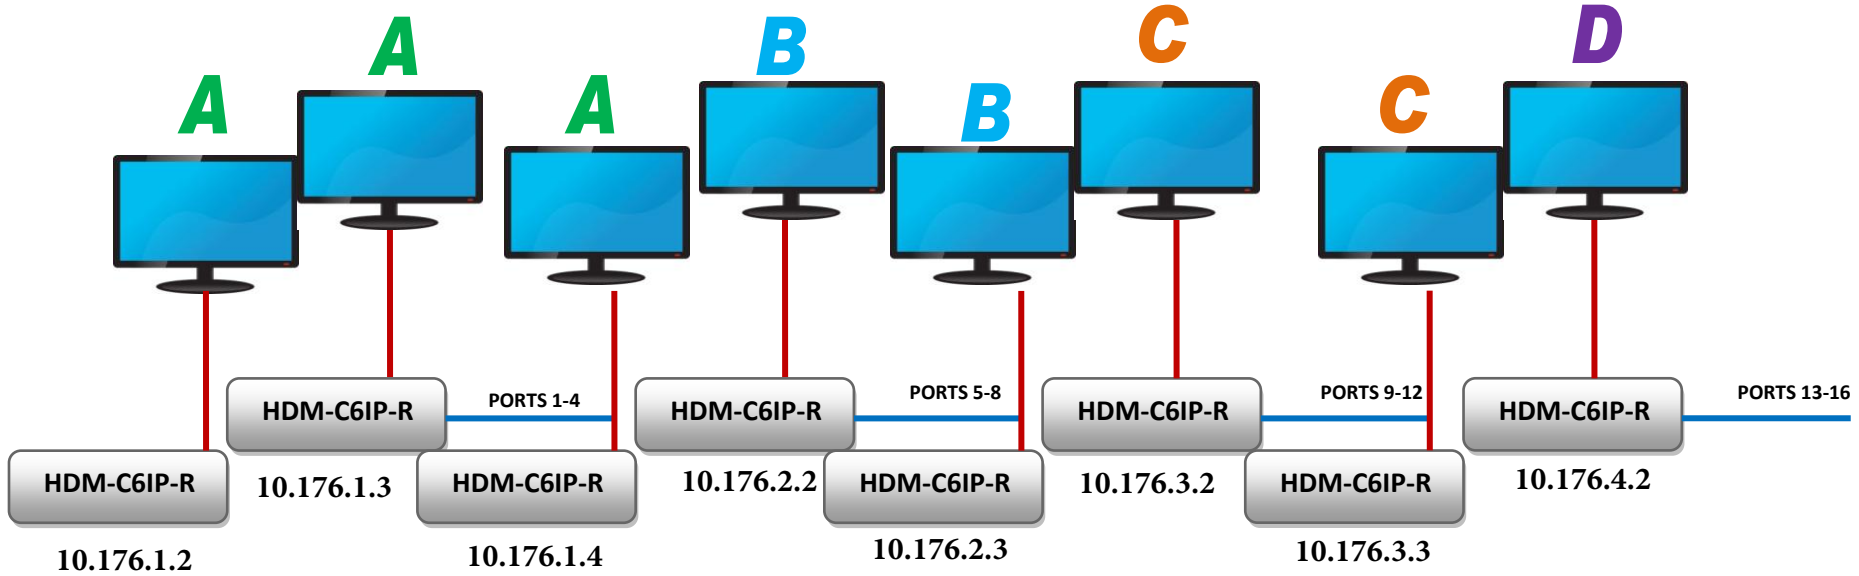 A
A
A
B
B
C
C
D
HDM-C6IP-R
10.176.1.2
HDM-C6IP-R
10.176.1.3
PORTS 1-4
HDM-C6IP-R
10.176.1.4
HDM-C6IP-R
10.176.2.2
PORTS 5-8
HDM-C6IP-R
10.176.2.3
HDM-C6IP-R
10.176.3.2
PORTS 9-12
HDM-C6IP-R
10.176.3.3
HDM-C6IP-R
10.176.4.2
PORTS 13-16